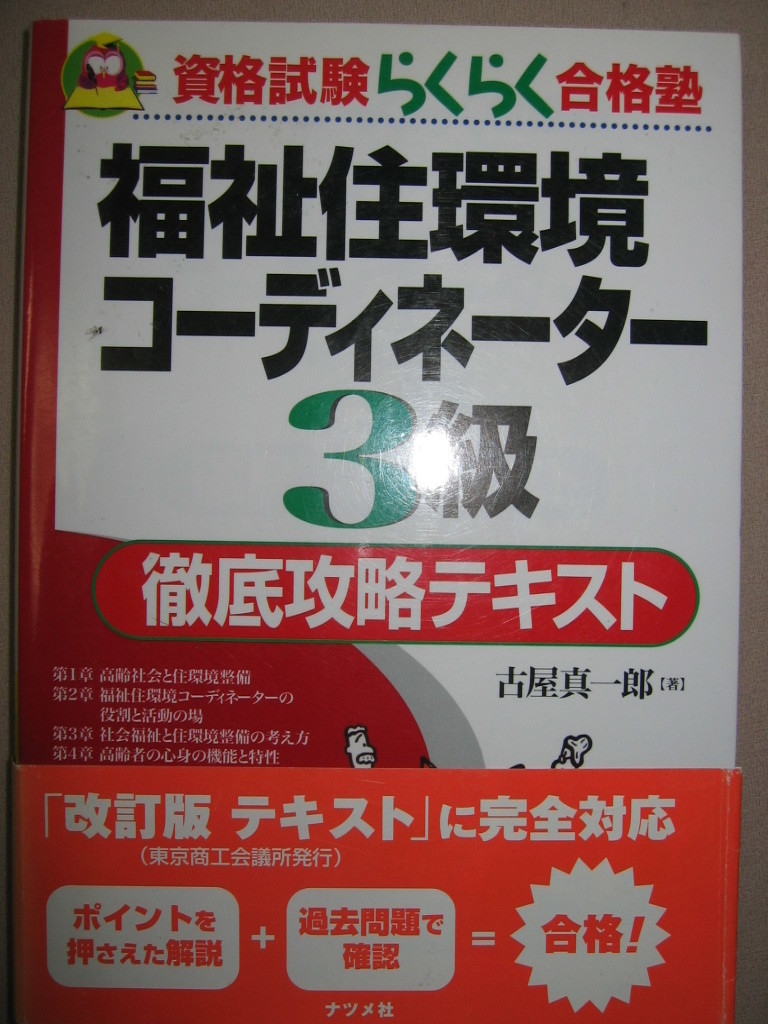 資格試験らくらく合格塾
福祉住環境
コーディネーター
3級
徹底攻略テキスト
古屋真一郎【著】
第1章 高齢社会と住環境整備
第2章 福祉住環境コーディネーターの
役割と活動の場
第3章 社会福祉と住環境整備の考え方
第4章 高齢者の心身の機能と特性
「改訂版 テキスト」に完全対応
(東京商工会議所発行)
ポイントを
押さえた解説
+
過去問題で
確認
=
合格!
ナツメ社